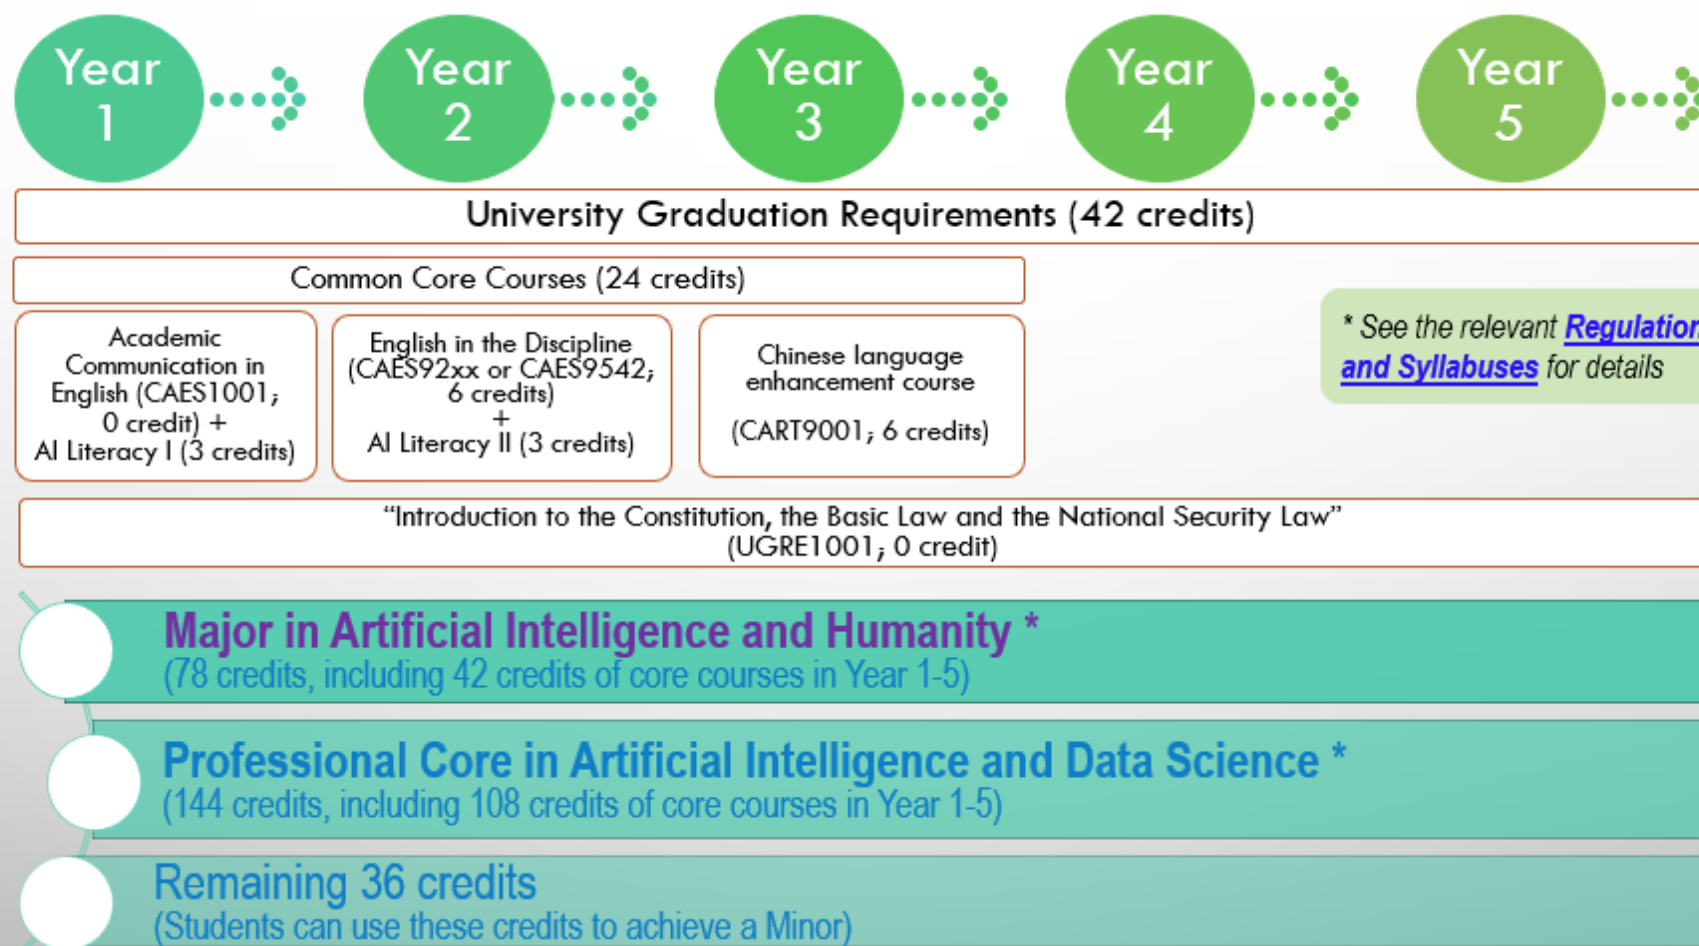 Year
1
Year
2
Year
3
Year
4
Year
5
University Graduation Requirements (42 credits)
Common Core Courses (24 credits)
Academic
Communication in
English (CAES1001;
0 credit) +
AI Literacy I (3 credits)
English in the Discipline
(CAES92xx or CAES9542;
6 credits)
+
AI Literacy II (3 credits)
Chinese language
enhancement course
(CART9001; 6 credits)
* See the relevant Regulation
and Syllabuses for details
“Introduction to the Constitution, the Basic Law and the National Security Law”
(UGRE1001; 0 credit)
Major in Artificial Intelligence and Humanity *
(78 credits, including 42 credits of core courses in Year 1-5)
Professional Core in Artificial Intelligence and Data Science *
(144 credits, including 108 credits of core courses in Year 1-5)
Remaining 36 credits
(Students can use these credits to achieve a Minor)